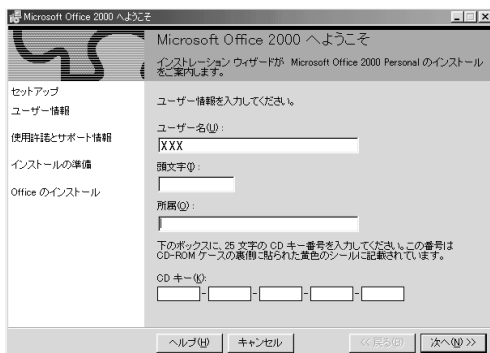 Microsoft Office 2000 へようこそ
Microsoft Office 2000 へようこそ
インストレーション ウィザードが Microsoft Office 2000 Personal のインストール
をご案内します。
セットアップ
ユーザー情報
使用許諾とサポート情報
インストールの準備
Office のインストール
ユーザー情報を入力してください。
ユーザー名(U) :
XXX
頭文字(I) :
所属(O) :
下のボックスに、25 文字の CD キー番号を入力してください。この番号は
CD-ROM ケースの裏側に貼られた黄色のシールに記載されています。
CD キー(K):
- - - -
ヘルプ(H) キャンセル << 戻る(B) 次へ(N) >>